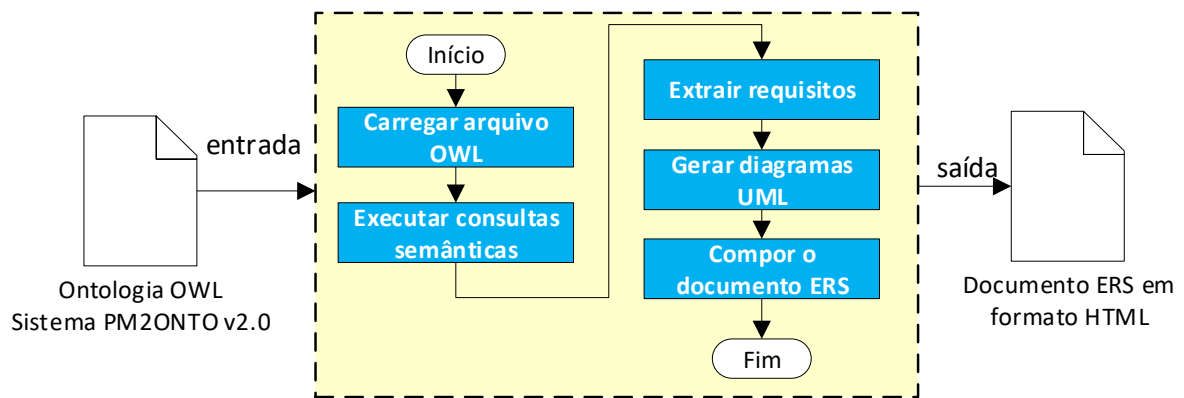 entrada
Ontologia OWL
Sistema PM2ONTO v2.0
Início
Carregar arquivo
OWL
Executar consultas
semânticas
Extrair requisitos
Gerar diagramas
UML
Compor o
documento ERS
Fim
saída
Documento ERS em
formato HTML